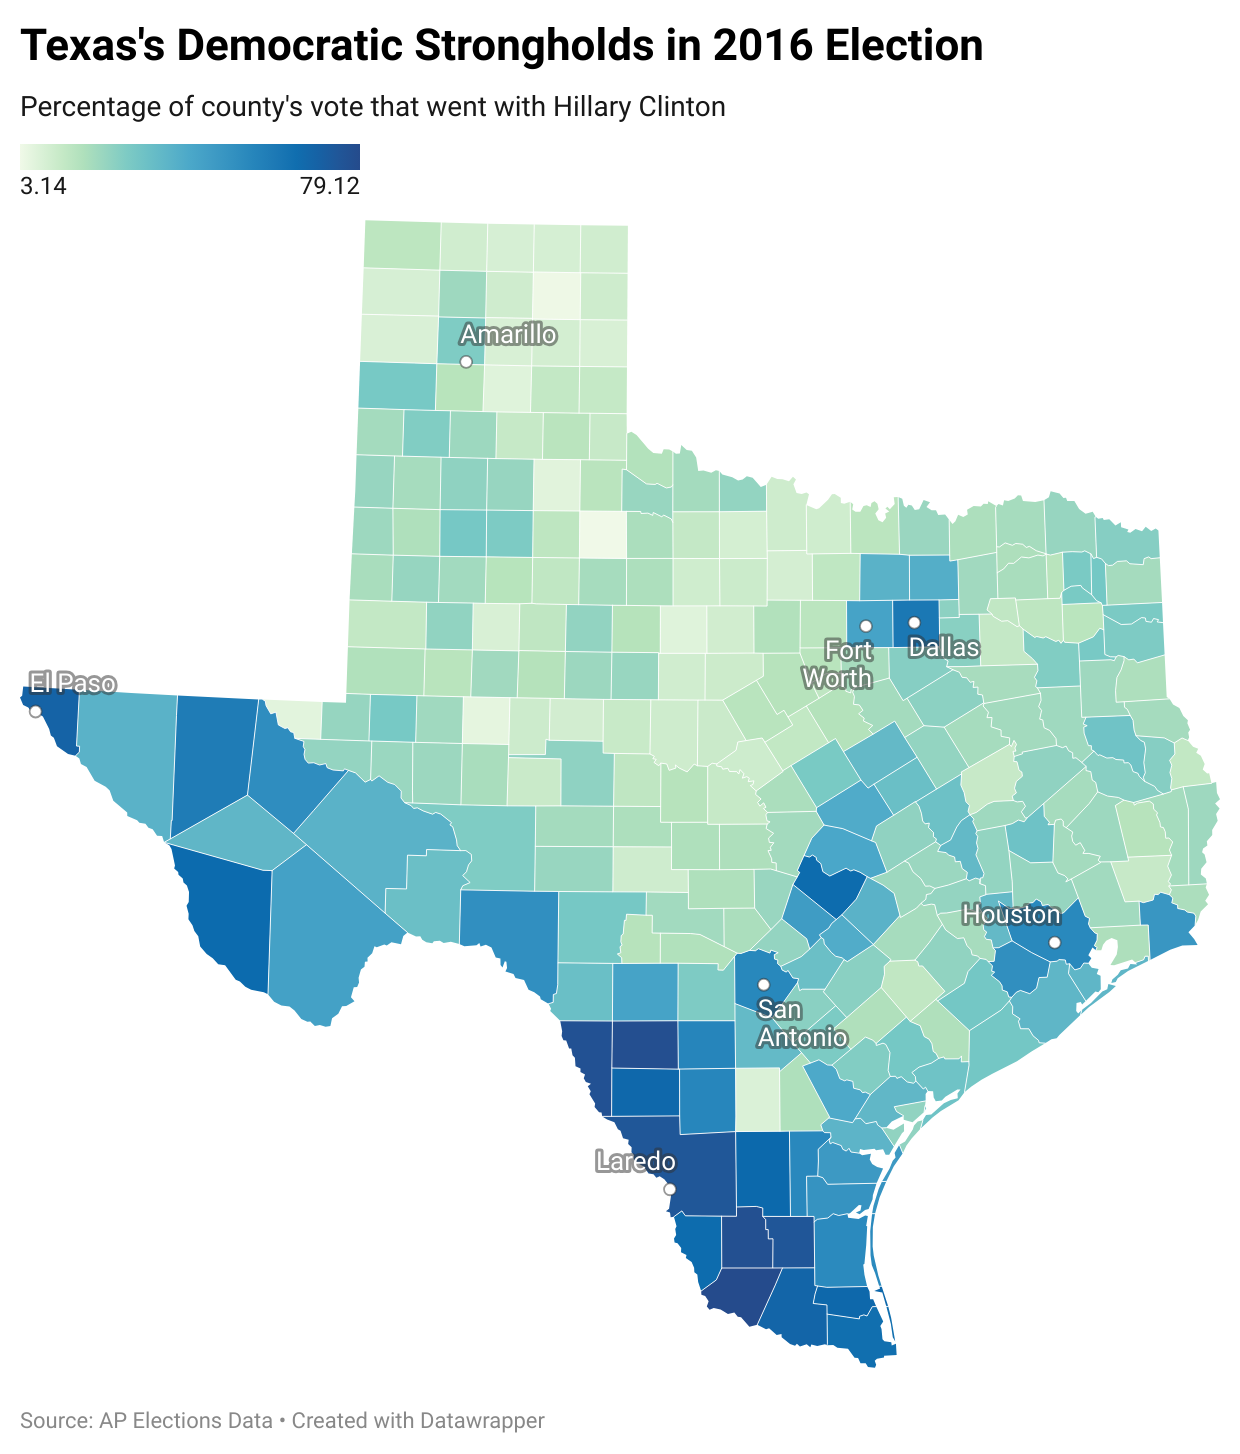 Texas's Democratic Strongholds in 2016 Election
Percentage of county's vote that went with Hillary Clinton
3.14 79.12
Amarillo
Fort
Worth
Dallas
El Paso
Houston
San
Antonio
Laredo
Source: AP Elections Data • Created with Datawrapper